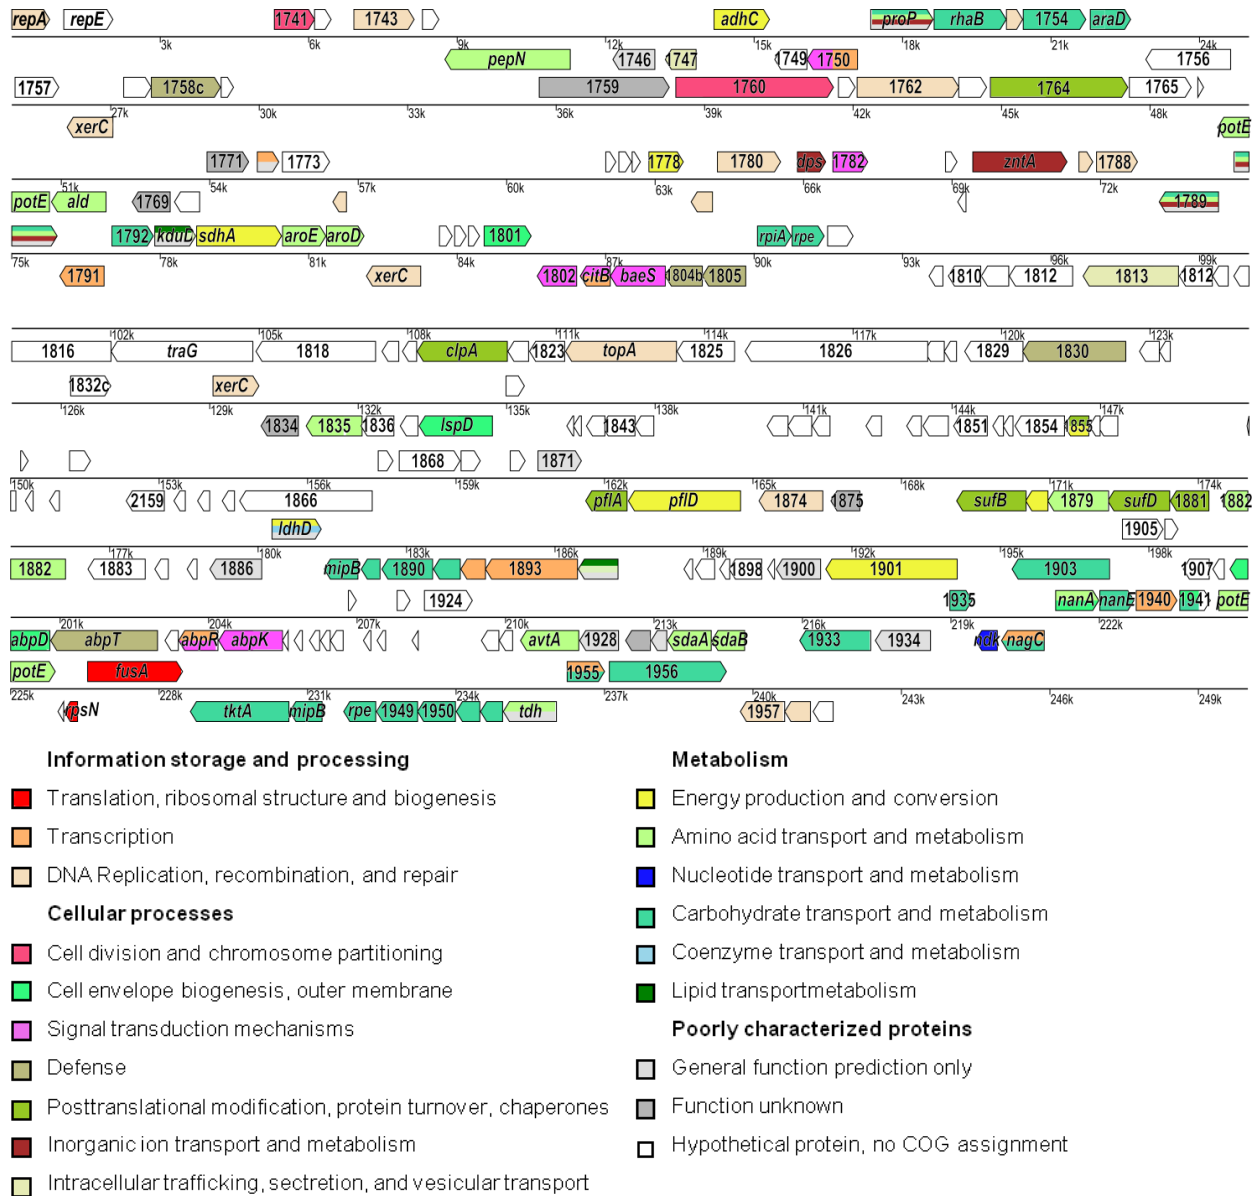 repA repE 1741 1743 adhC proP rhaB 1754 araD
3k 6k 9k 12k 15k 18k 21k 24k
pepN 1746 1747 1749 1750 1756
1757 1758c 1759 1760 1762 1764 1765
27k 30k 33k 36k 39k 42k 45k 48k
xerC potE
1771 1773 1778 1780 dps 1782 zntA 1788
51k 54k 57k 60k 63k 66k 69k 72k
potE ald 1769 1789
1792 kduD sdhA aroE aroD 1801 rpiA rpe
75k 78k 81k 84k 87k 90k 93k 96k 99k
1791 xerC 1802 citB baeS 1804b 1805 1810 1812 1813 1812
102k 105k 108k 111k 114k 117k 120k 123k
1816 traG 1818 clpA 1823 topA 1825 1826 1829 1830
1832c xerC
126k 129k 132k 135k 138k 141k 144k 147k
1834 1835 1836 lspD 1843 1851 1854 1855
1868 1871
150k 153k 156k 159k 162k 165k 168k 171k 174k
2159 1866 pflA pflD 1874 1875 sufB 1879 sufD 1881 1882
ldhD 1905
177k 180k 183k 186k 189k 192k 195k 198k
1882 1883 1886 mipB 1890 1893 1898 1900 1901 1903 1907
1924 1935 nanA nanE 1940 1941 potE
201k 204k 207k 210k 213k 216k 219k 222k
abpD abpT abpR abpK avtA 1928 sdaA sdaB 1933 1934 ndk nagC
potE fusA 1955 1956
225k 228k 231k 234k 237k 240k 243k 246k 249k
rpsN tktA mipB rpe 1949 1950 tdh 1957
Information storage and processing
Translation, ribosomal structure and biogenesis
Transcription
DNA Replication, recombination, and repair
Cellular processes
Cell division and chromosome partitioning
Cell envelope biogenesis, outer membrane
Signal transduction mechanisms
Defense
Posttranslational modification, protein turnover, chaperones
Inorganic ion transport and metabolism
Intracellular trafficking, sectretion, and vesicular transport
Metabolism
Energy production and conversion
Amino acid transport and metabolism
Nucleotide transport and metabolism
Carbohydrate transport and metabolism
Coenzyme transport and metabolism
Lipid transportmetabolism
Poorly characterized proteins
General function prediction only
Function unknown
Hypothetical protein, no COG assignment